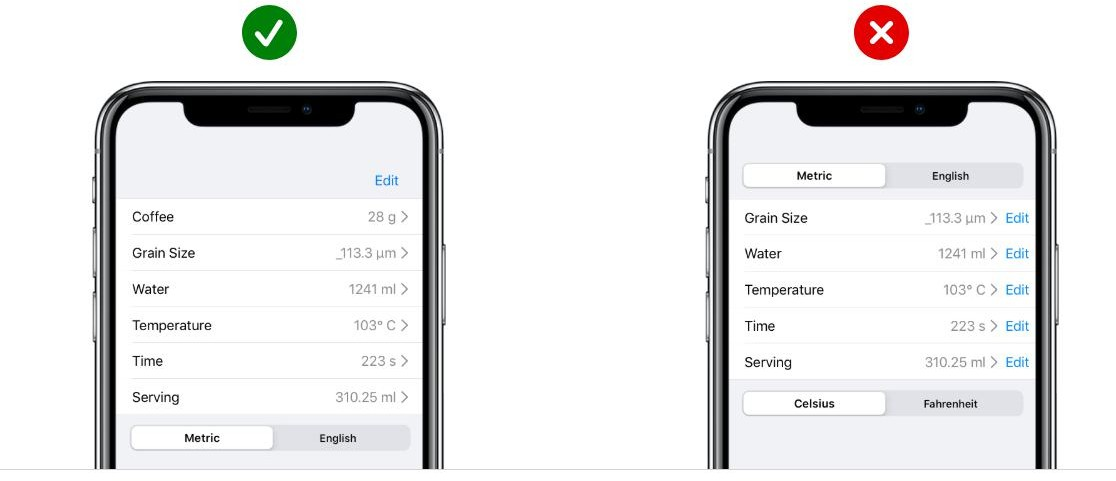 Edit
Coffee 28 g
Grain Size _113.3 µm
Water 1241 ml
Temperature 103° C
Time 223 s
Serving 310.25 ml
Metric English
Metric English
Grain Size _113.3 µm Edit
Water 1241 ml Edit
Temperature 103° C Edit
Time 223 s Edit
Serving 310.25 ml Edit
Celsius Fahrenheit